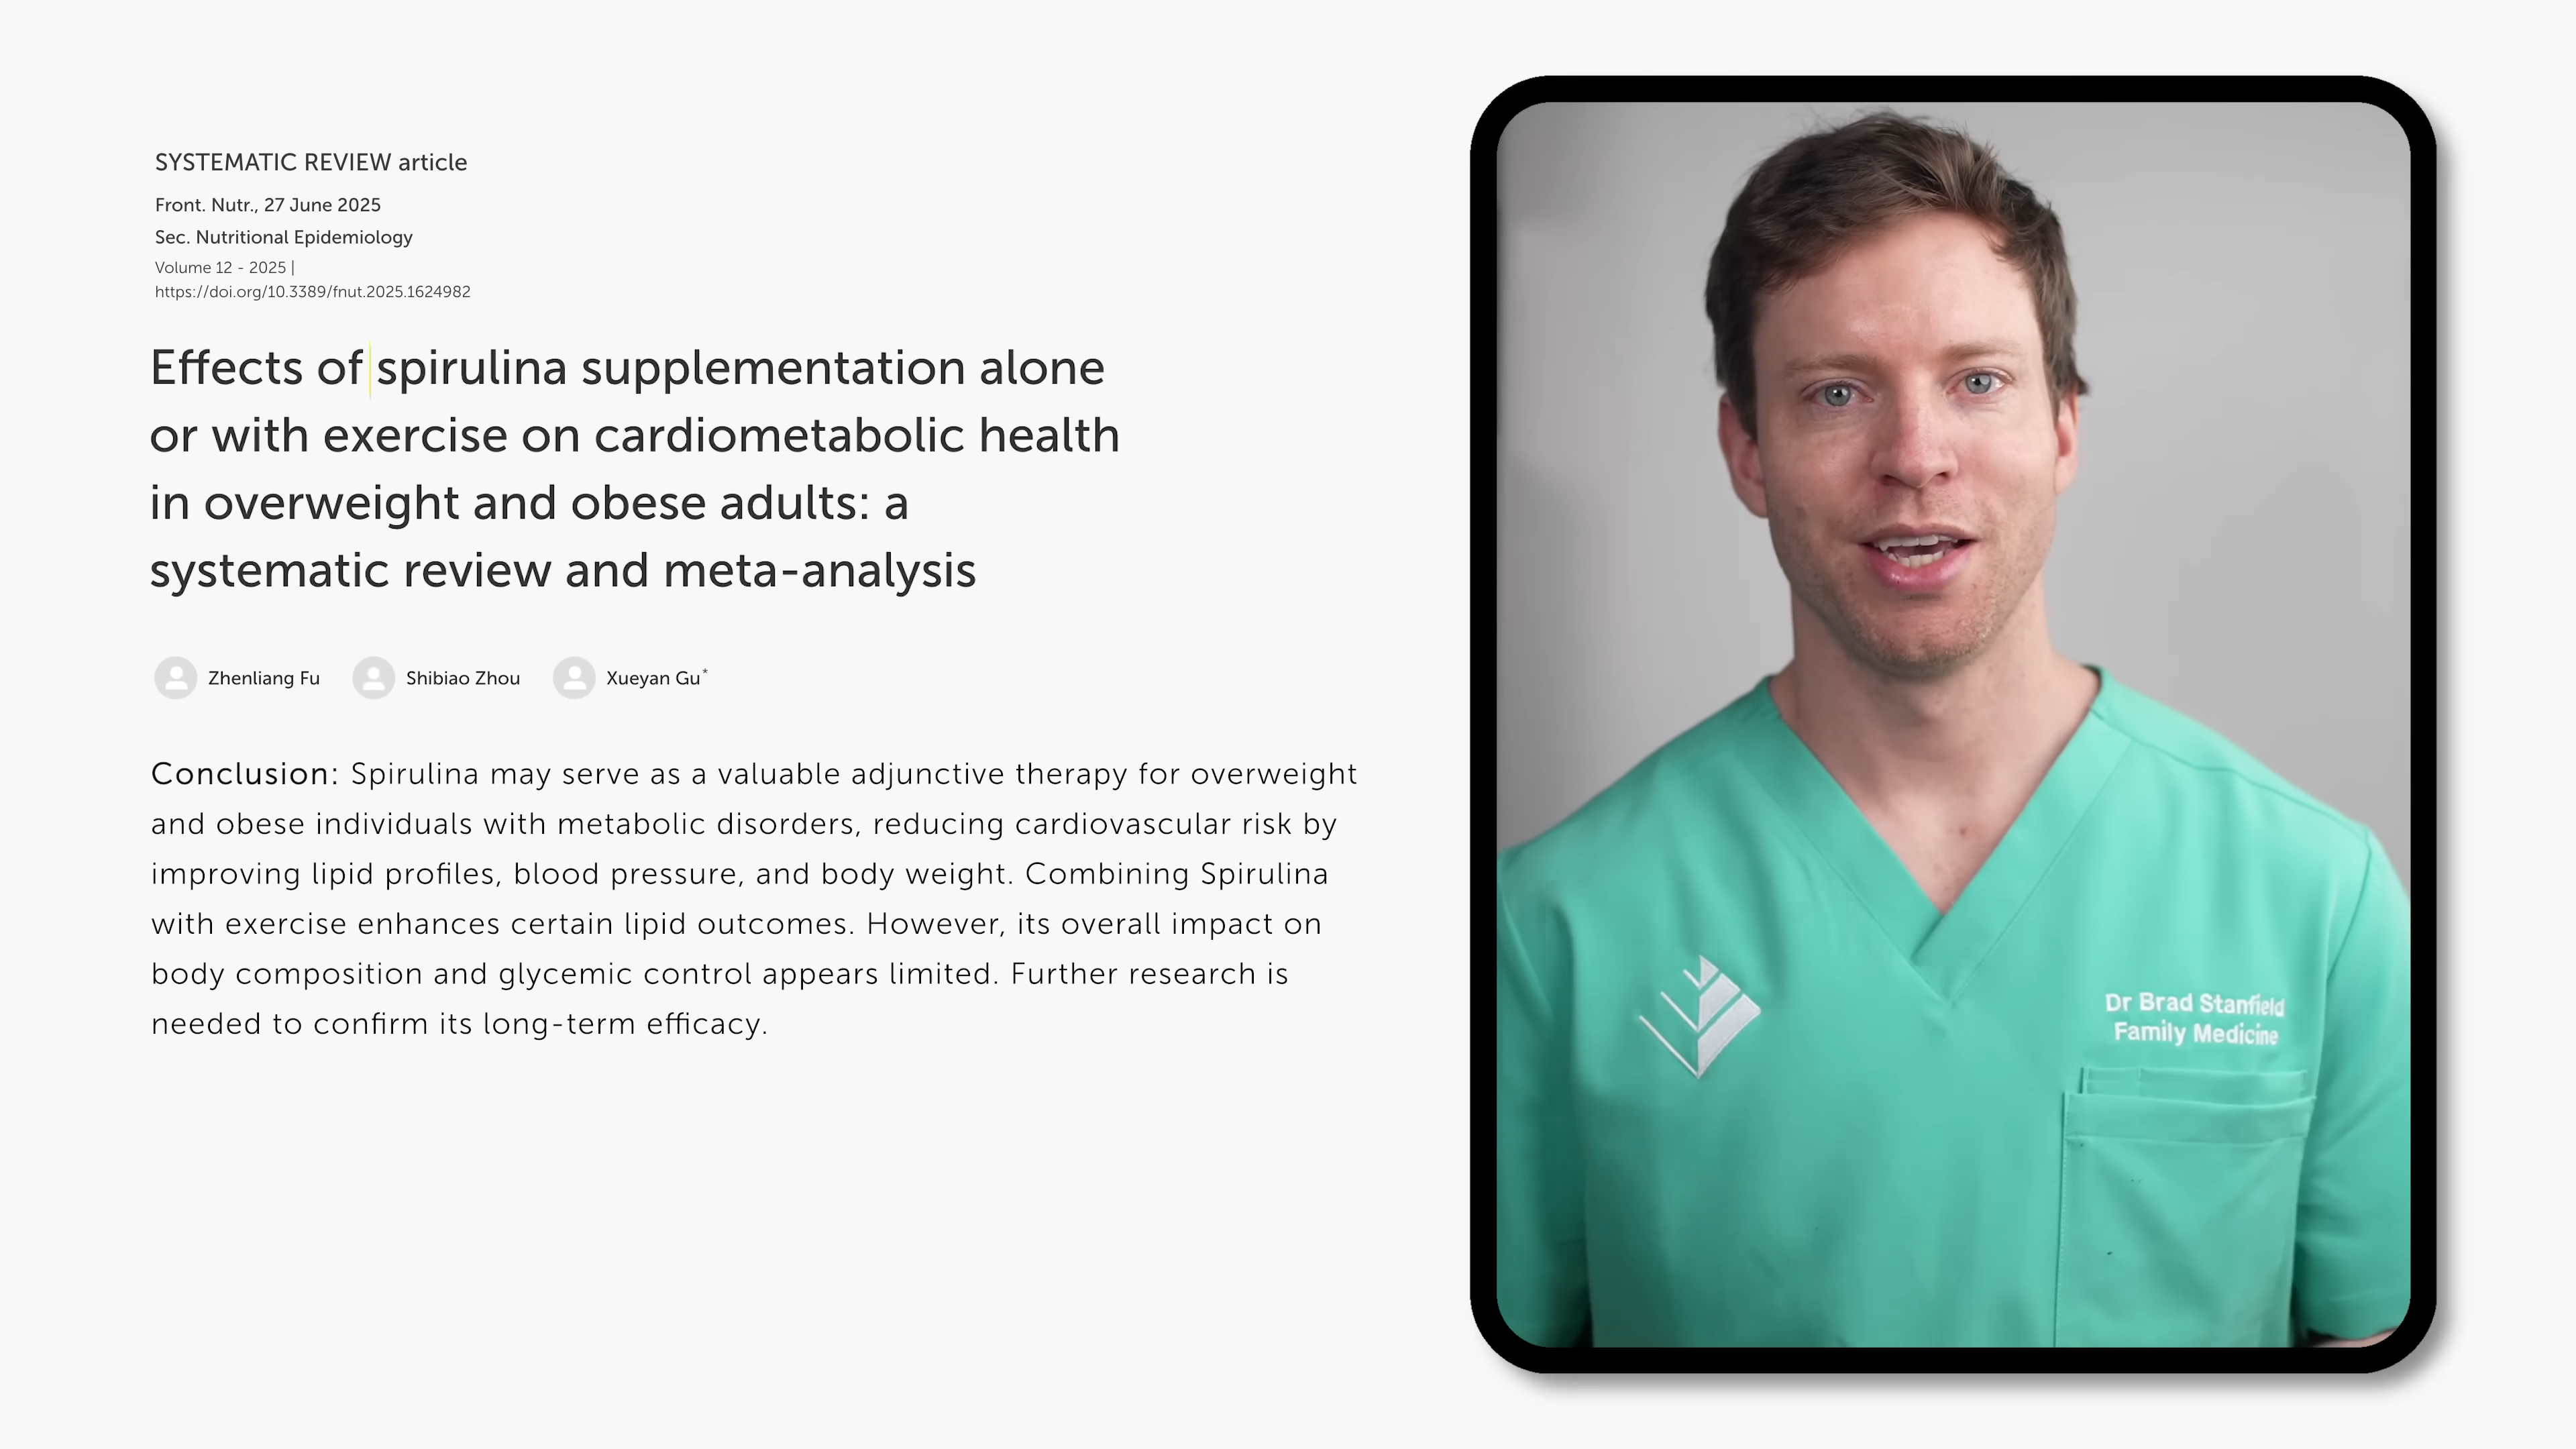 SYSTEMATIC REVIEW article
Front. Nutr., 27 June 2025
Sec. Nutritional Epidemiology
Volume 12 - 2025 |
https://doi.org/10.3389/fnut.2025.1624982
Effects of spirulina supplementation alone
or with exercise on cardiometabolic health
in overweight and obese adults: a
systematic review and meta-analysis
Zhenliang Fu Shibiao Zhou Xueyan Gu*
Conclusion: Spirulina may serve as a valuable adjunctive therapy for overweight
and obese individuals with metabolic disorders, reducing cardiovascular risk by
improving lipid profiles, blood pressure, and body weight. Combining Spirulina
with exercise enhances certain lipid outcomes. However, its overall impact on
body composition and glycemic control appears limited. Further research is
needed to confirm its long-term efficacy.
Dr Brad Stanfield
Family Medicine